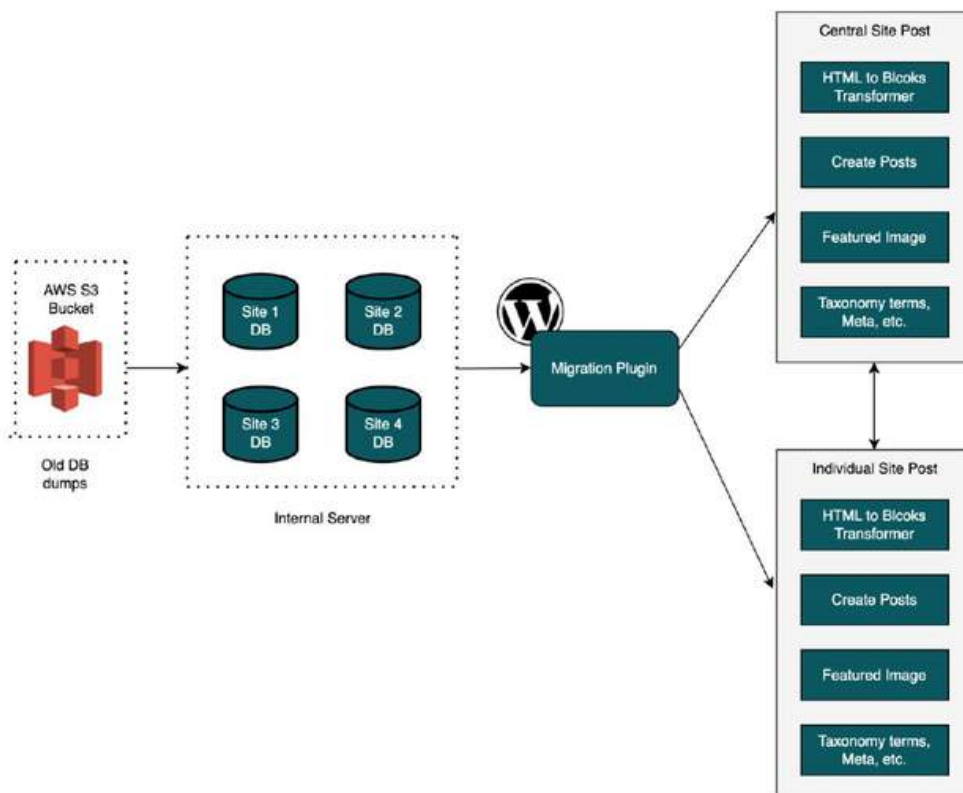 Central Site Post
HTML to Blcoks
Transformer
Create Posts
Featured Image
Taxonomy terms,
Meta, etc.
AWS S3
Bucket
Old DB
dumps
Site 1
DB
Site 2
DB
Site 3
DB
Site 4
DB
Internal Server
Migration Plugin
Individual Site Post
HTML to Blcoks
Transformer
Create Posts
Featured Image
Taxonomy terms,
Meta, etc.